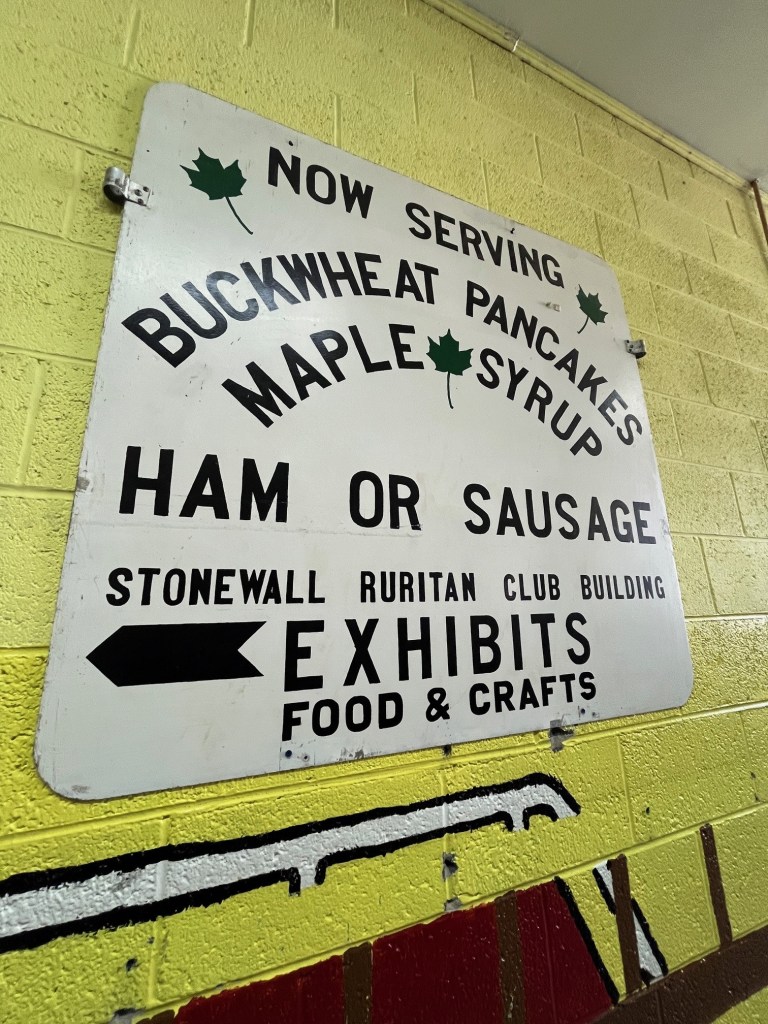 NOW SERVING
BUCKWHEAT PANCAKES
MAPLE SYRUP
HAM OR SAUSAGE
STONEWALL RURITAN CLUB BUILDING
EXHIBITS
FOOD & CRAFTS